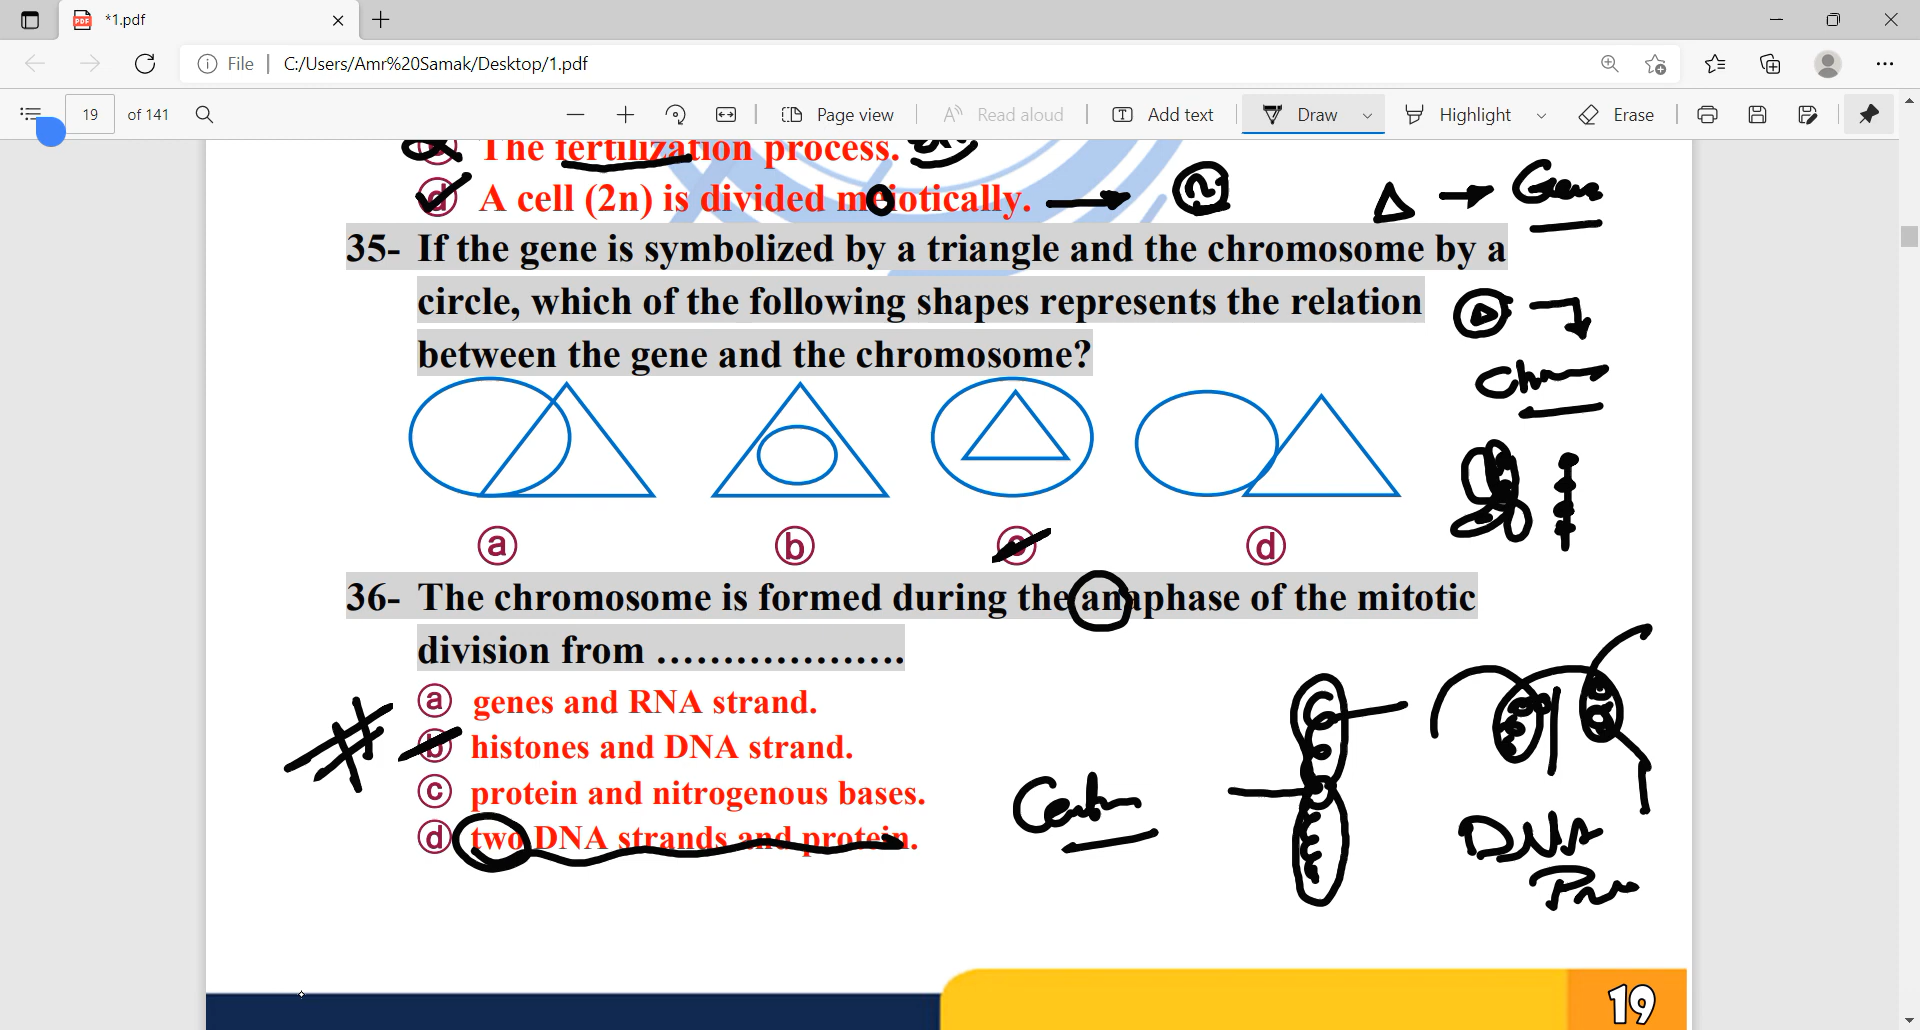 *1.pdf
File | C:/Users/Amr%20Samak/Desktop/1.pdf
19 of 141 Page view Read aloud Add text Draw Highlight Erase
The fertilization process.
ⓓ A cell (2n) is divided meiotically.
Gene
35- If the gene is symbolized by a triangle and the chromosome by a
circle, which of the following shapes represents the relation
between the gene and the chromosome?
ⓐ ⓑ ⓒ ⓓ
36- The chromosome is formed during the anaphase of the mitotic
division from ....................
ⓐ genes and RNA strand.
ⓑ histones and DNA strand.
ⓒ protein and nitrogenous bases.
ⓓ two DNA strands and protein.
DNA
19